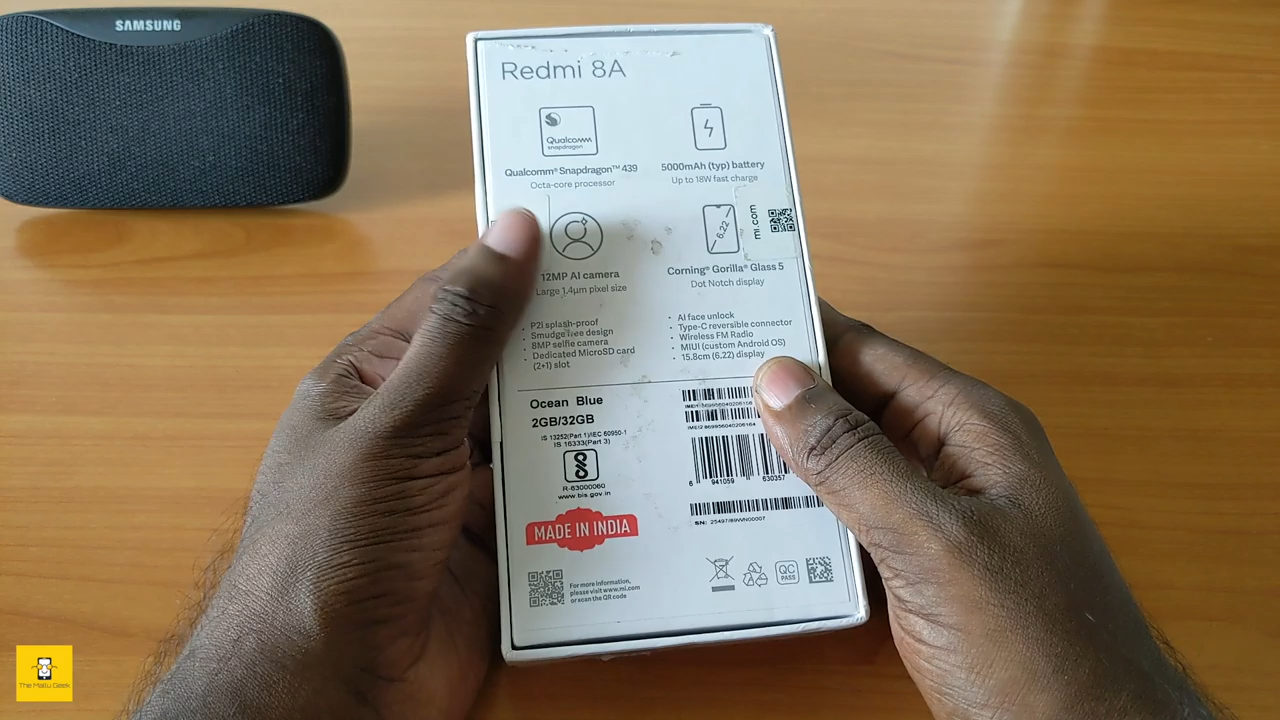 SAMSUNG
Redmi 8A
Qualcomm
snapdragon
Qualcomm® Snapdragon™ 439
Octa-core processor
5000mAh (typ) battery
Up to 18W fast charge
12MP AI camera
Large 1.4μm pixel size
6.22
mi.com
Corning® Gorilla® Glass 5
Dot Notch display
• P2i splash-proof
• Smudge free design
• 8MP selfie camera
• Dedicated MicroSD card
(2+1) slot
• AI face unlock
• Type-C reversible connector
• Wireless FM Radio
• MIUI (custom Android OS)
• 15.8cm (6.22) display
Ocean Blue
2GB/32GB
IS 13252(Part 1)/IEC 60950-1
IS 16333(Part 3)
R-63000060
www.bis.gov.in
MADE IN INDIA
For more information,
please visit www.mi.com
or scan the QR code
6 941059 630357
SN:
QC
PASS
The Mallu Geek